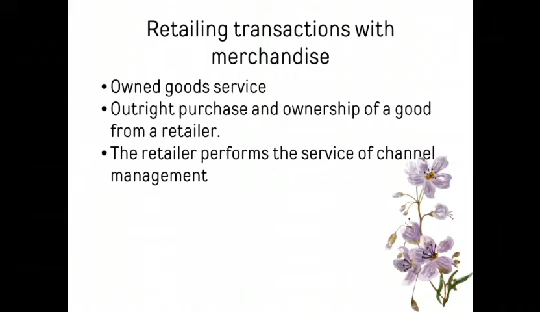 Retailing transactions with
merchandise
• Owned goods service
• Outright purchase and ownership of a good
from a retailer.
• The retailer performs the service of channel
management